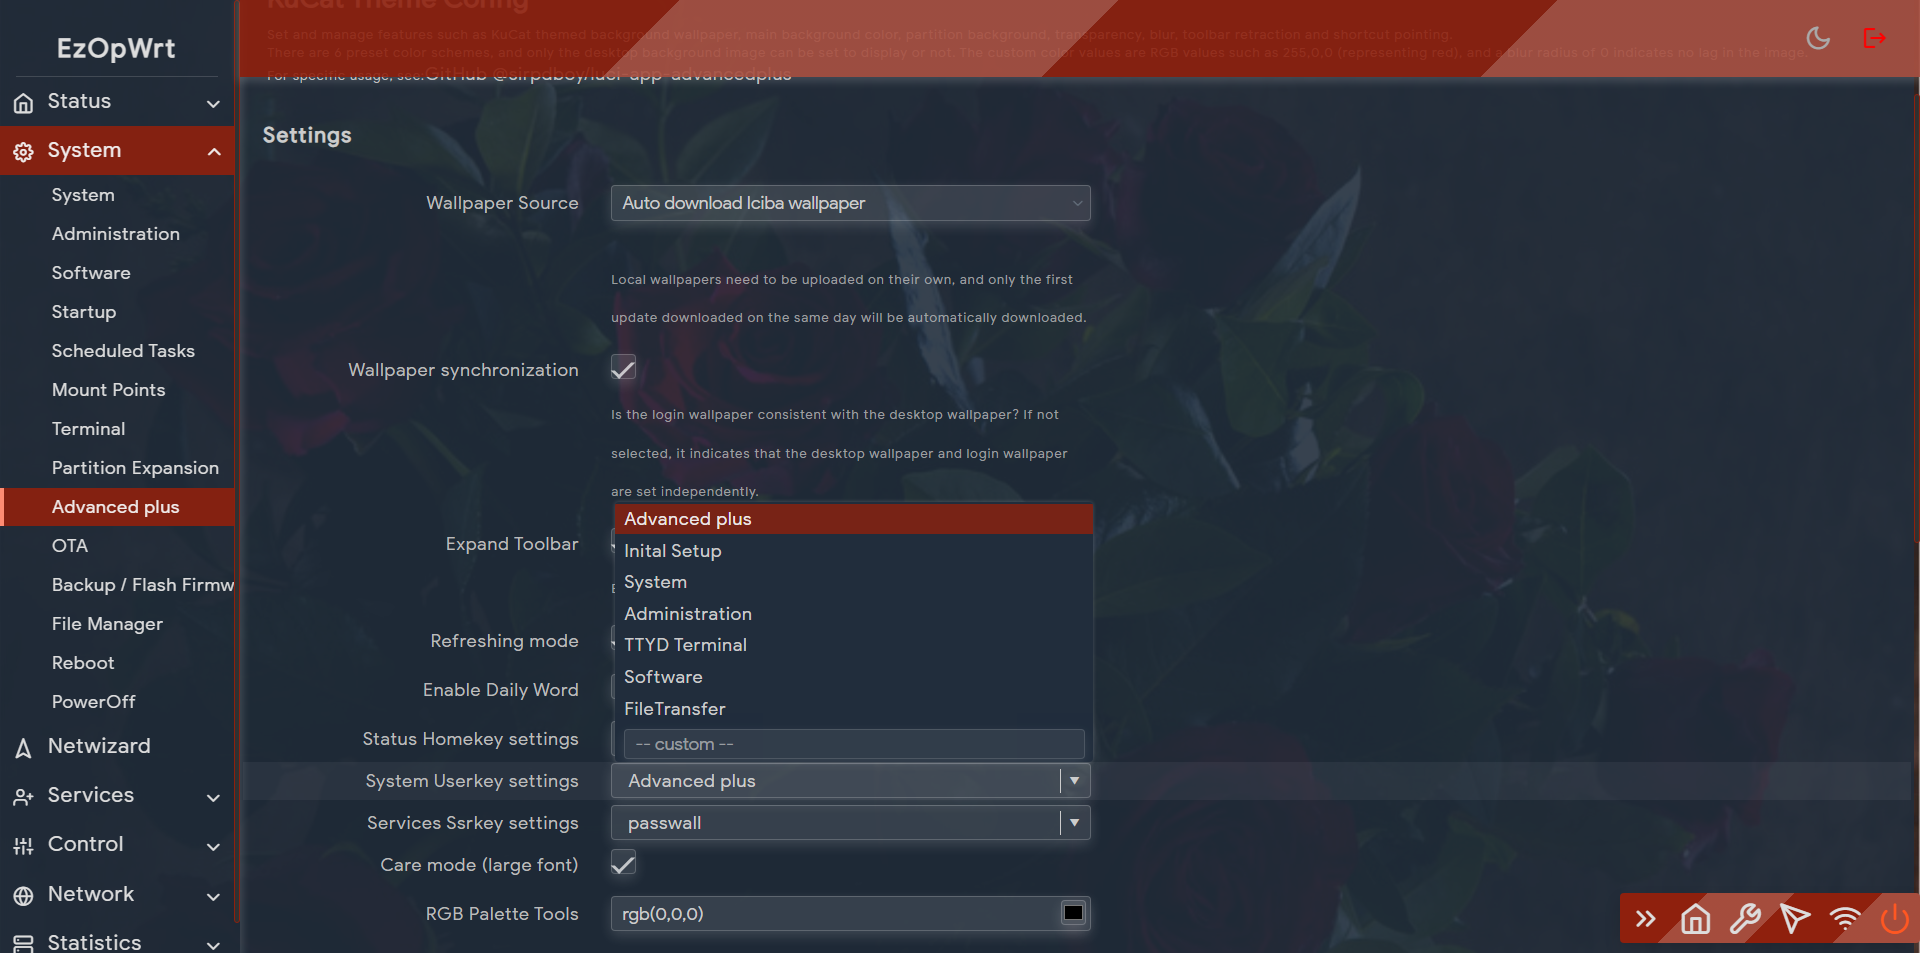 EzOpWrt
Status
System
System
Administration
Software
Startup
Scheduled Tasks
Mount Points
Terminal
Partition Expansion
Advanced plus
OTA
Backup / Flash Firmw
File Manager
Reboot
PowerOff
Netwizard
Services
Control
Network
Statistics
KuCat Theme Config
Set and manage features such as KuCat themed background wallpaper, main background color, partition background, transparency, blur, toolbar retraction and shortcut pointing.
There are 6 preset color schemes, and only the desktop background image can be set to display or not. The custom color values are RGB values such as 255,0,0 (representing red), and a blur radius of 0 indicates no lag in the image.
For specific usage, see:GitHub @sirpdboy/luci-app-advancedplus
Settings
Wallpaper Source
Auto download Iciba wallpaper
Local wallpapers need to be uploaded on their own, and only the first
update downloaded on the same day will be automatically downloaded.
Wallpaper synchronization
Is the login wallpaper consistent with the desktop wallpaper? If not
selected, it indicates that the desktop wallpaper and login wallpaper
are set independently.
Expand Toolbar
Refreshing mode
Enable Daily Word
Status Homekey settings
Advanced plus
Inital Setup
System
Administration
TTYD Terminal
Software
FileTransfer
-- custom --
System Userkey settings
Advanced plus
Services Ssrkey settings
passwall
Care mode (large font)
RGB Palette Tools
rgb(0,0,0)